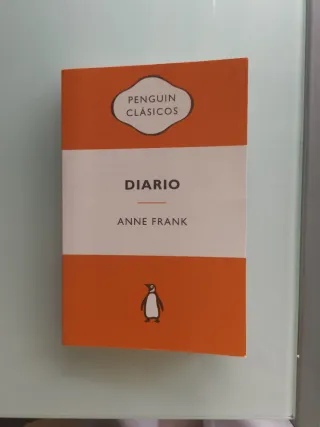 PENGUIN
CLÁSICOS
DIARIO
ANNE FRANK